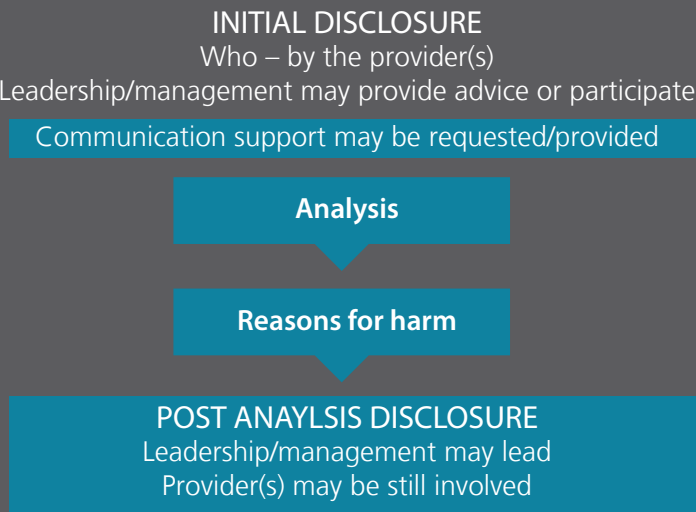 INITIAL DISCLOSURE
Who – by the provider(s)
Leadership/management may provide advice or participate
Communication support may be requested/provided
Analysis
Reasons for harm
POST ANAYLSIS DISCLOSURE
Leadership/management may lead
Provider(s) may be still involved